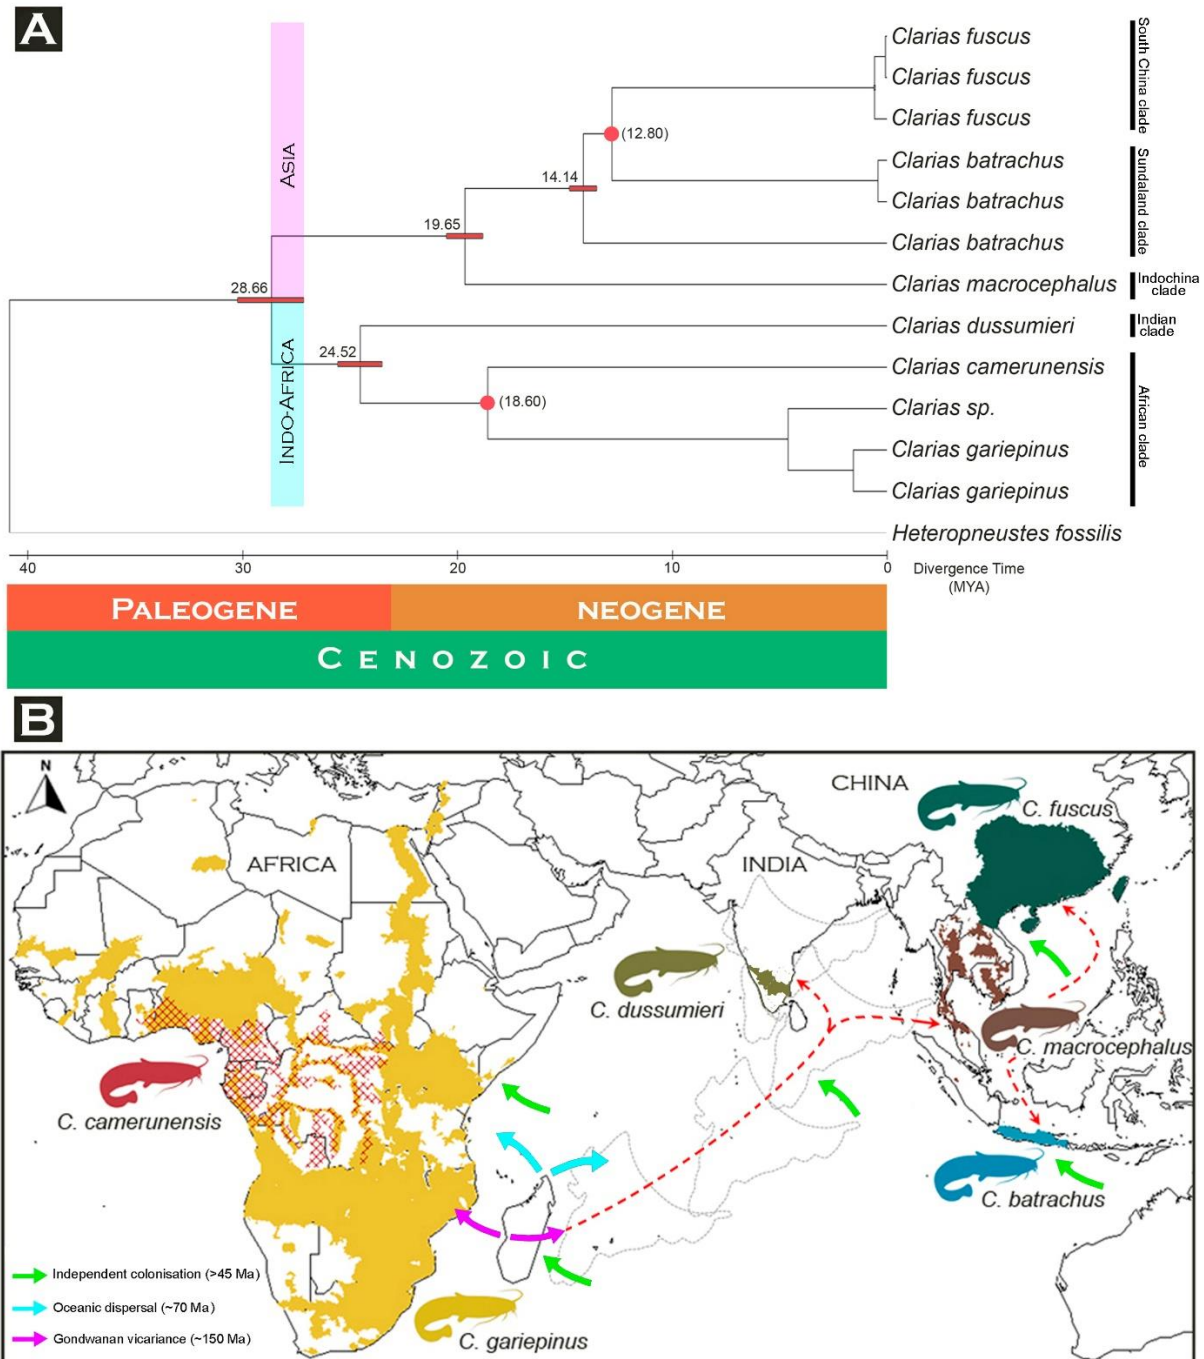 A
Clarias fuscus
Clarias fuscus
Clarias fuscus
South China clade
(12.80)
ASIA
Clarias batrachus
14.14
Clarias batrachus
Sundaland clade
19.65
Clarias batrachus
28.66
Clarias macrocephalus
Indochina
clade
Clarias dussumieri
Indian
clade
24.52
INDO-AFRICA
Clarias camerunensis
(18.60)
Clarias sp.
African clade
Clarias gariepinus
Clarias gariepinus
Heteropneustes fossilis
40 30 20 10 0
Divergence Time
(MYA)
PALEOGENE NEOGENE
CENOZOIC
B
N
CHINA
C. fuscus
AFRICA
INDIA
C. dussumieri
C. macrocephalus
C. camerunensis
C. batrachus
Independent colonisation (>45 Ma)
Oceanic dispersal (~70 Ma)
Gondwanan vicariance (~150 Ma)
C. gariepinus